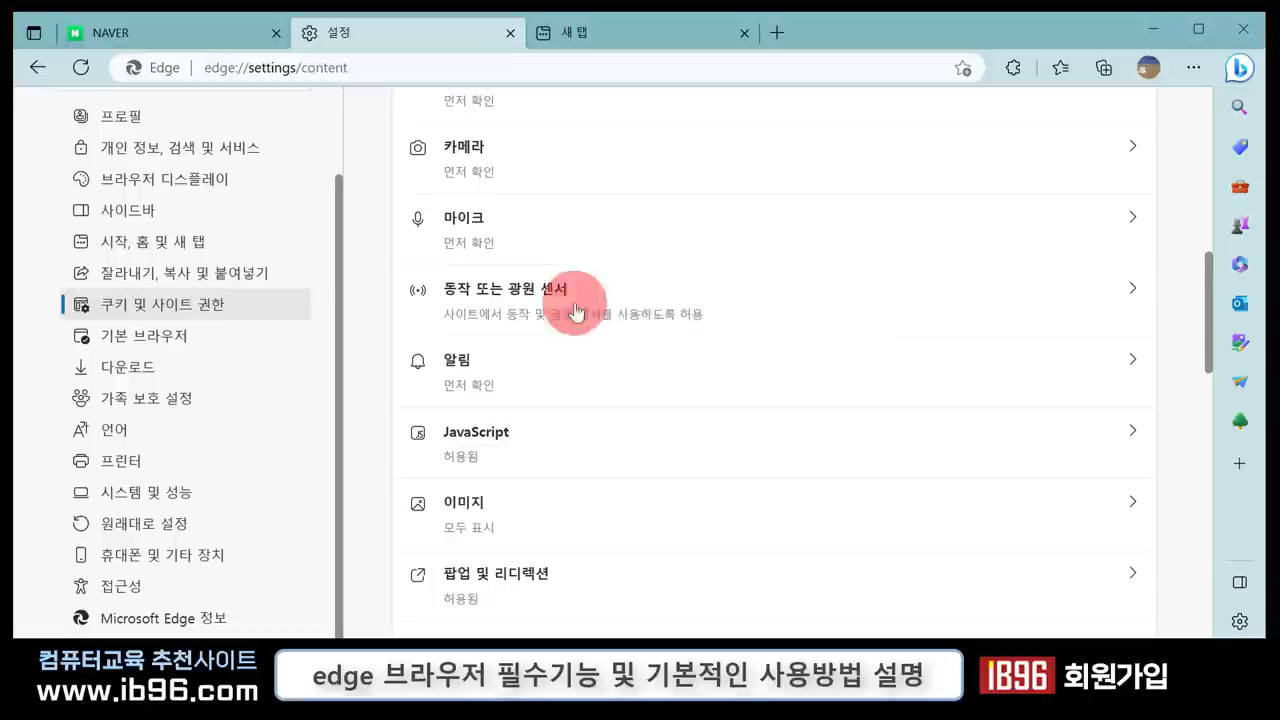 NAVER
설정
새 탭
Edge
edge://settings/content
프로필
개인 정보, 검색 및 서비스
브라우저 디스플레이
사이드바
시작, 홈 및 새 탭
잘라내기, 복사 및 붙여넣기
쿠키 및 사이트 권한
기본 브라우저
다운로드
가족 보호 설정
언어
프린터
시스템 및 성능
원래대로 설정
휴대폰 및 기타 장치
접근성
Microsoft Edge 정보
먼저 확인
카메라
먼저 확인
마이크
먼저 확인
동작 또는 광원 센서
사이트에서 동작 및 사용하도록 허용
알림
먼저 확인
JavaScript
허용됨
이미지
모두 표시
팝업 및 리디렉션
허용됨
컴퓨터교육 추천사이트
www.ib96.com
edge 브라우저 필수기능 및 기본적인 사용방법 설명
IB96 회원가입